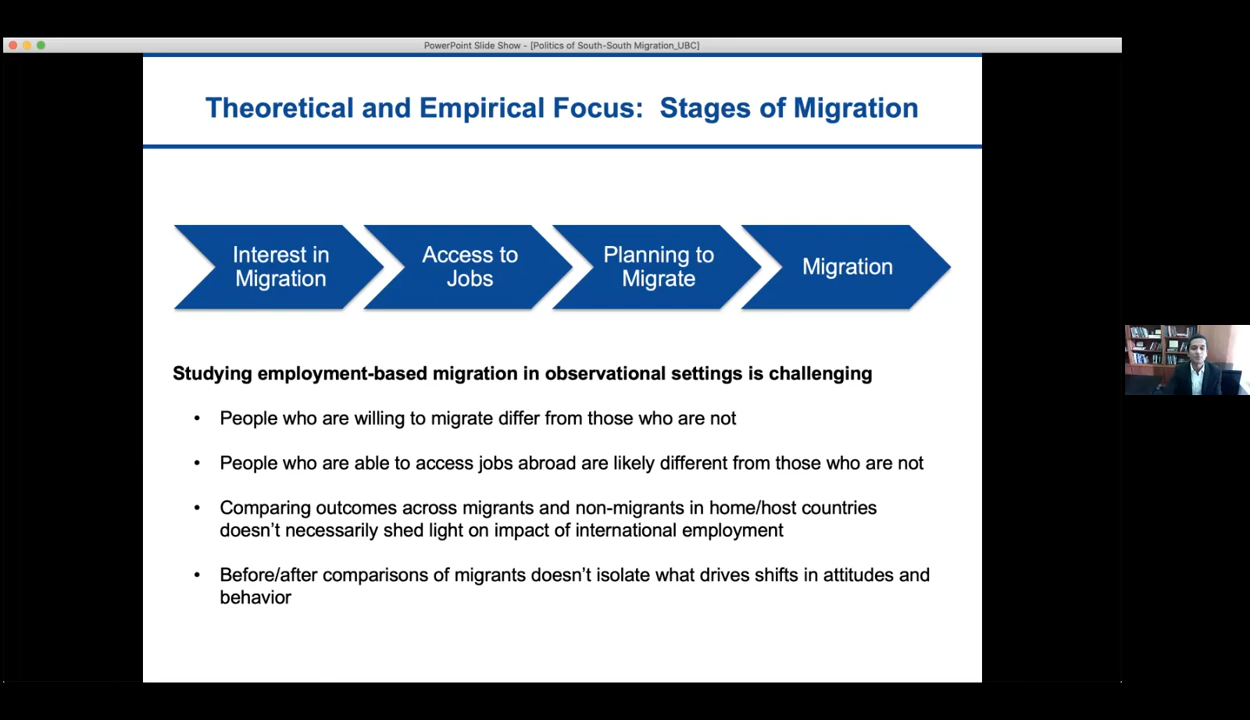 PowerPoint Slide Show - [Politics of South-South Migration_UBC]
Theoretical and Empirical Focus:  Stages of Migration
Interest in
Migration
Access to
Jobs
Planning to
Migrate
Migration
Studying employment-based migration in observational settings is challenging
• People who are willing to migrate differ from those who are not
• People who are able to access jobs abroad are likely different from those who are not
• Comparing outcomes across migrants and non-migrants in home/host countries
doesn’t necessarily shed light on impact of international employment
• Before/after comparisons of migrants doesn’t isolate what drives shifts in attitudes and
behavior